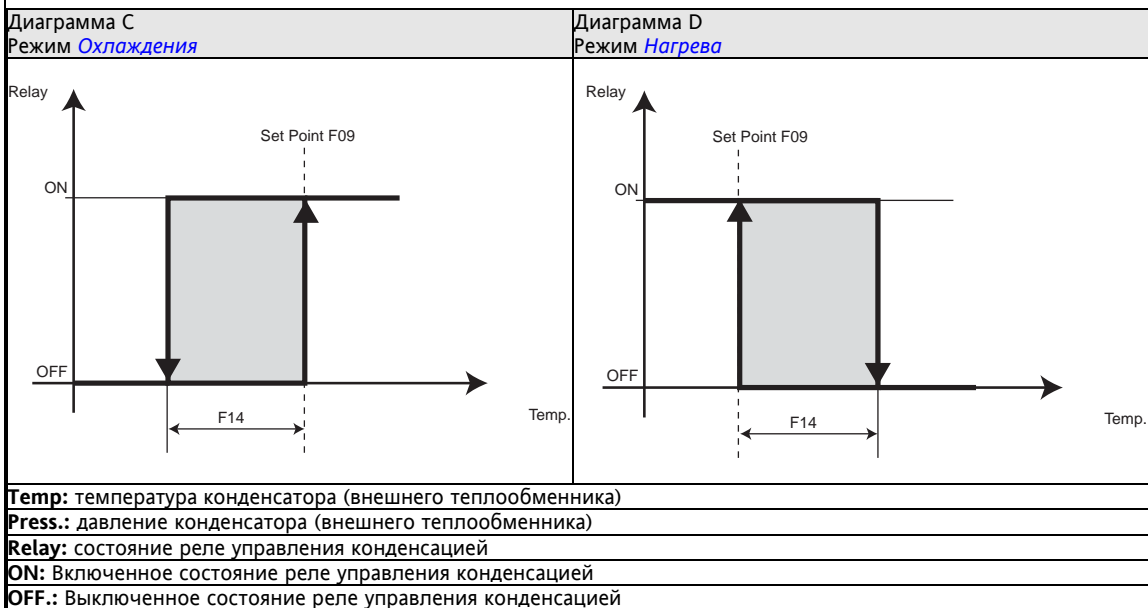 Диаграмма C
Режим Охлаждения
Диаграмма D
Режим Нагрева
Relay
Set Point F09
ON
OFF
F14
Temp.
Relay
Set Point F09
ON
OFF
F14
Temp.
Temp: температура конденсатора (внешнего теплообменника)
Press.: давление конденсатора (внешнего теплообменника)
Relay: состояние реле управления конденсацией
ON: Включенное состояние реле управления конденсацией
OFF.: Выключенное состояние реле управления конденсацией